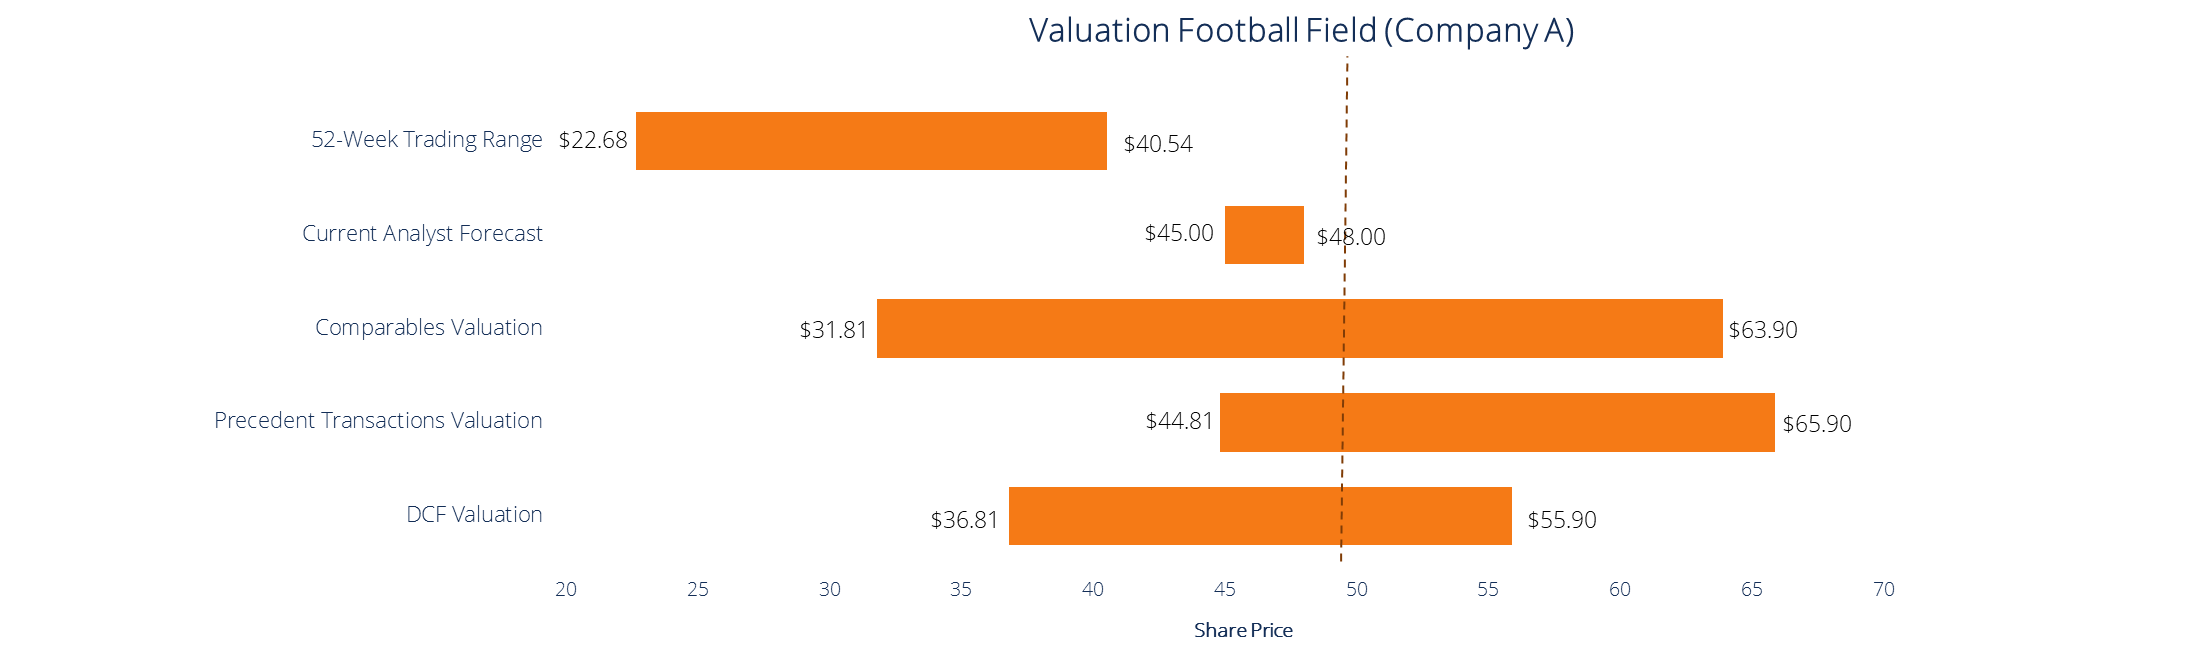 Valuation Football Field (Company A)
52-Week Trading Range $22.68 $40.54
Current Analyst Forecast $45.00 $48.00
Comparables Valuation $31.81 $63.90
Precedent Transactions Valuation $44.81 $65.90
DCF Valuation $36.81 $55.90
20 25 30 35 40 45 50 55 60 65 70
Share Price